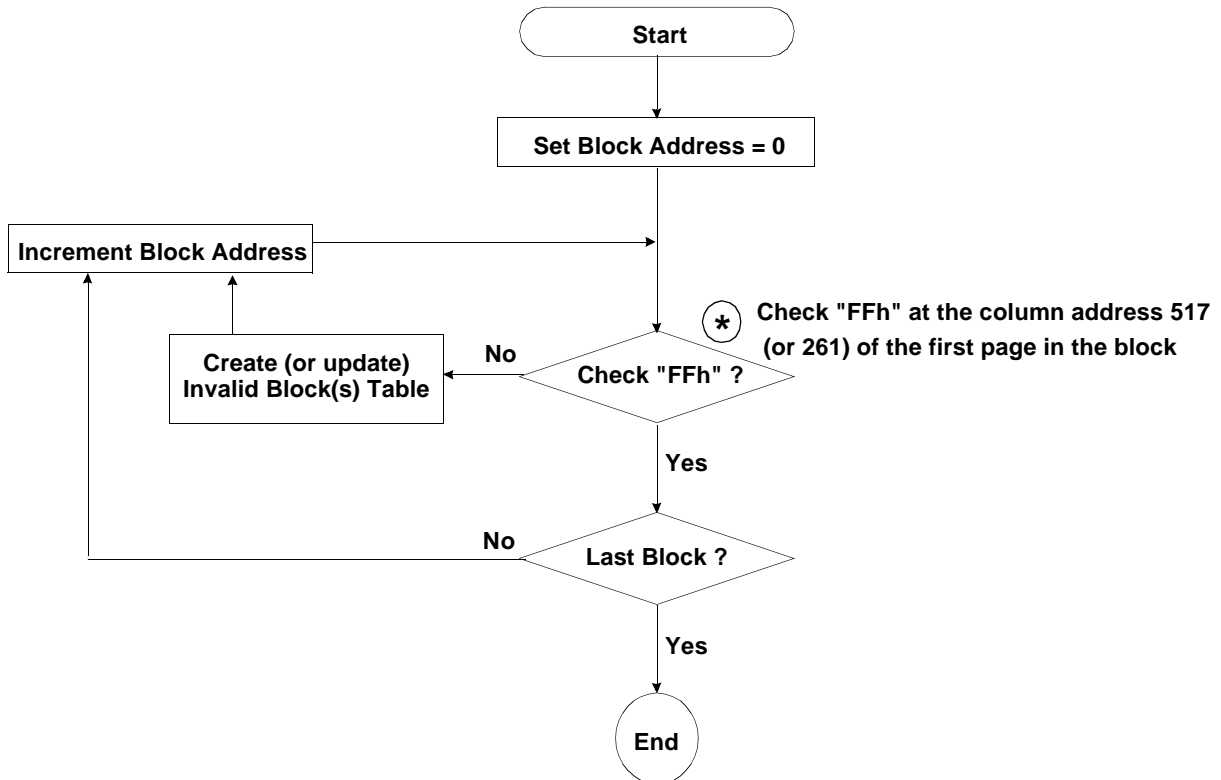 Start
Set Block Address = 0
Increment Block Address
* Check "FFh" at the column address 517
(or 261) of the first page in the block
No
Create (or update)
Invalid Block(s) Table
Check "FFh" ?
Yes
No
Last Block ?
Yes
End